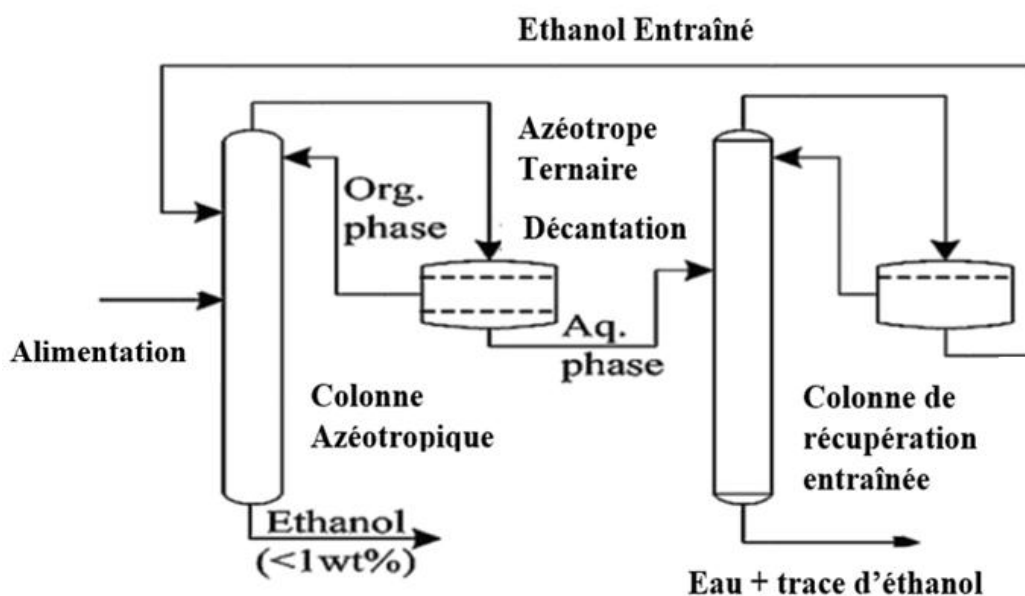 Ethanol Entraîné
Azéotrope
Ternaire
Org.
phase
Décantation
Alimentation
Aq.
phase
Colonne
Azéotropique
Colonne de
récupération
entraînée
Ethanol
(<1wt%)
Eau + trace d'éthanol